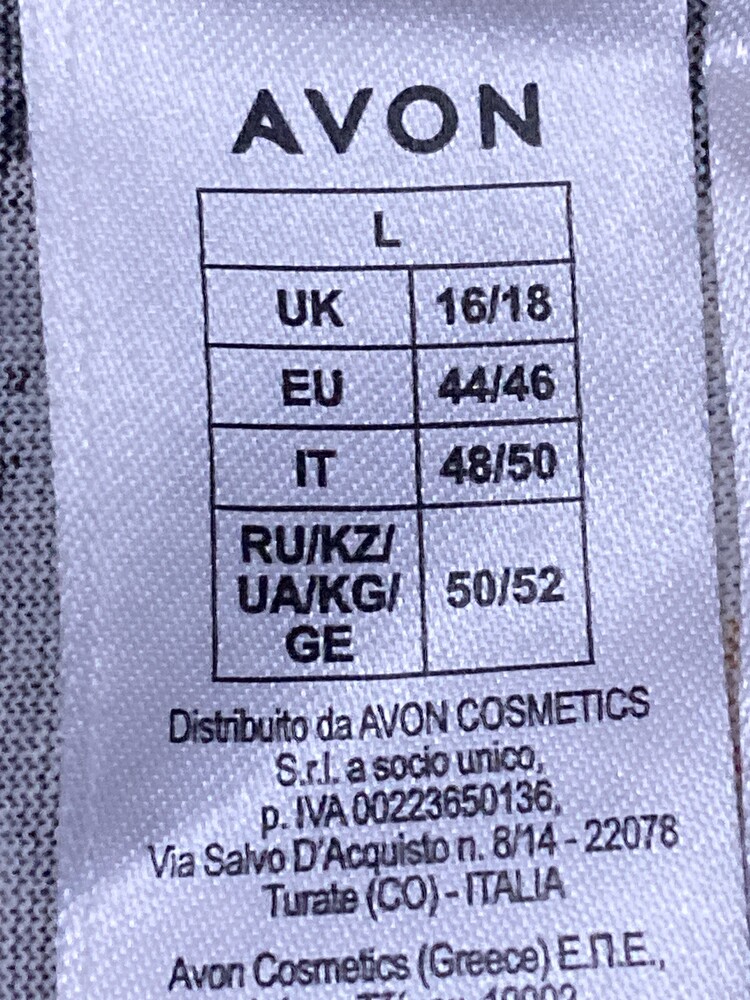 AVON
L
UK 16/18
EU 44/46
IT 48/50
RU/KZ/
UA/KG/ 50/52
GE
Distribuito da AVON COSMETICS
S.r.l. a socio unico,
p. IVA 00223650136,
Via Salvo D'Acquisto n. 8/14 - 22078
Turate (CO) - ITALIA
Avon Cosmetics (Greece) Ε.Π.Ε.,